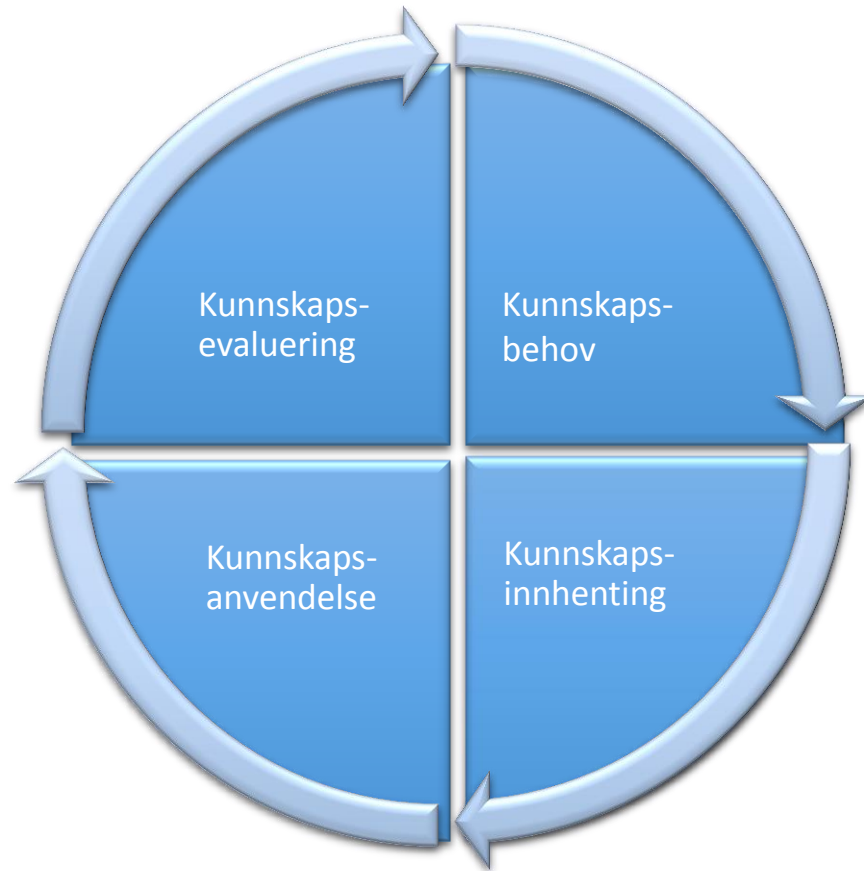 Kunnskaps-
evaluering
Kunnskaps-
behov
Kunnskaps-
anvendelse
Kunnskaps-
innhenting